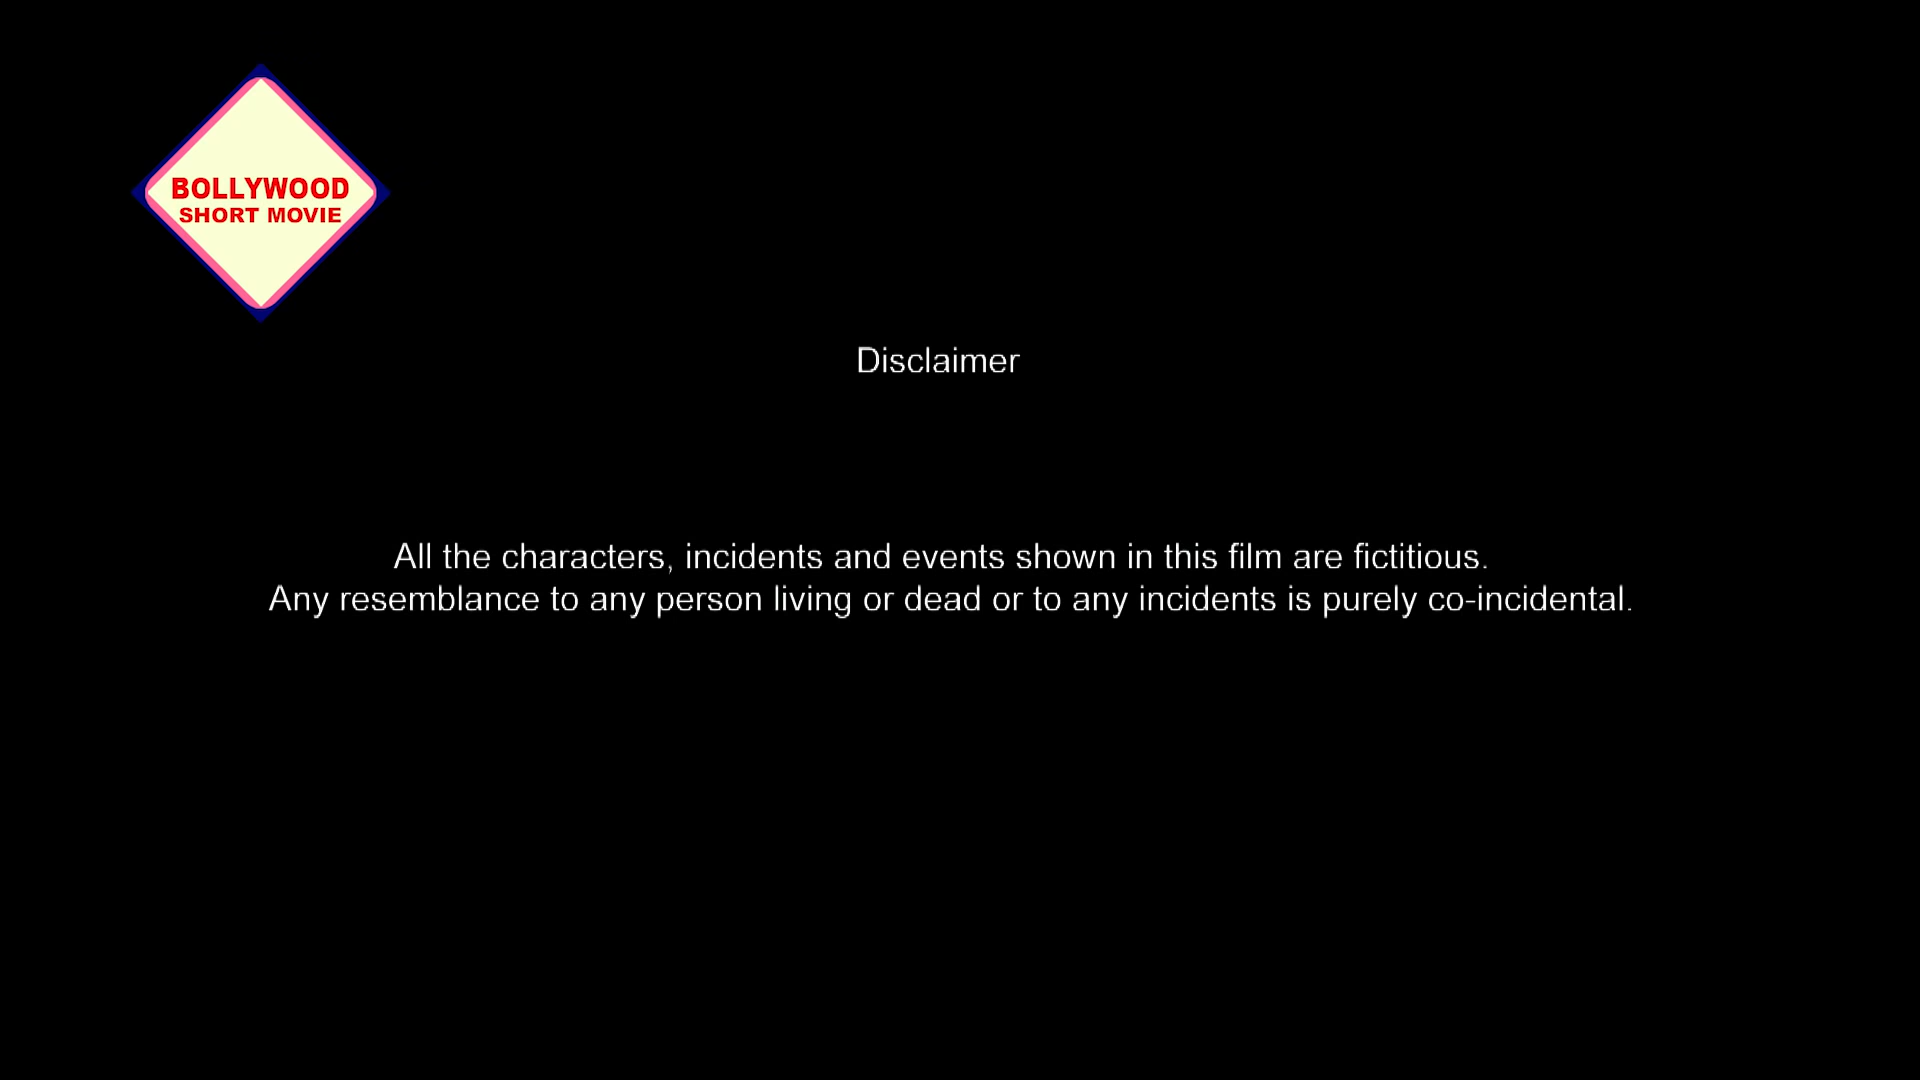 BOLLYWOOD
SHORT MOVIE
Disclaimer
All the characters, incidents and events shown in this film are fictitious.
Any resemblance to any person living or dead or to any incidents is purely co-incidental.